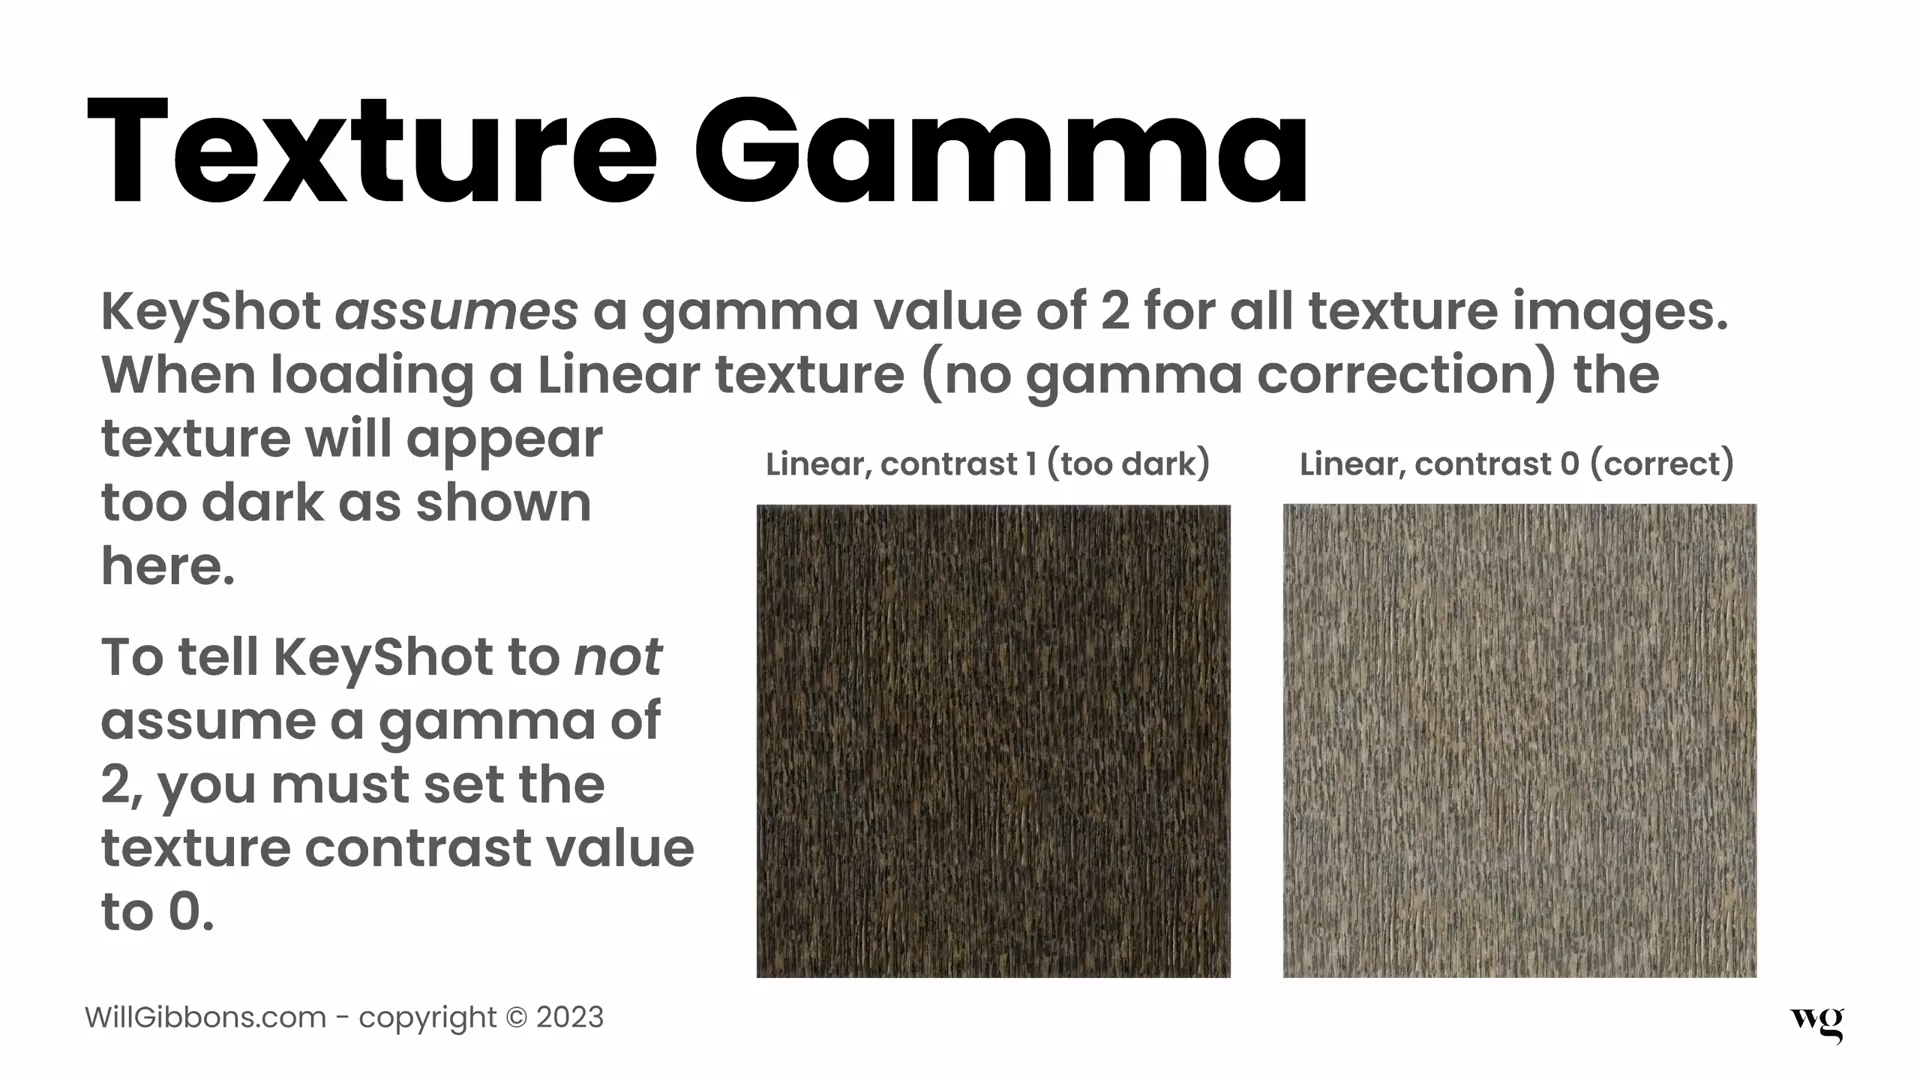 Texture Gamma
KeyShot assumes a gamma value of 2 for all texture images.
When loading a Linear texture (no gamma correction) the
texture will appear
too dark as shown
here.
To tell KeyShot to not
assume a gamma of
2, you must set the
texture contrast value
to 0.
Linear, contrast 1 (too dark)
Linear, contrast 0 (correct)
WillGibbons.com - copyright © 2023
wg